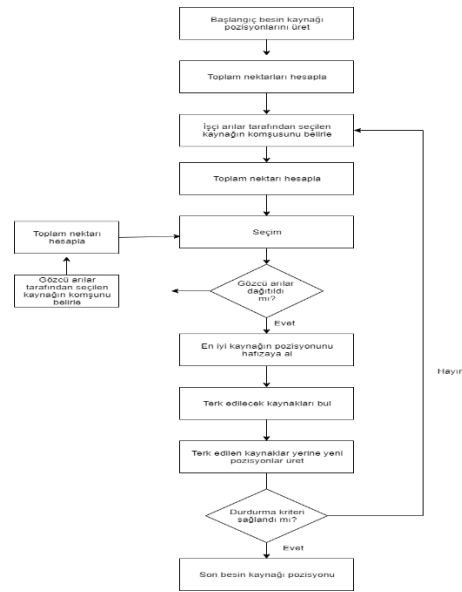 Başlangıç besin kaynağı
pozisyonlarını üret
Toplam nektarları hesapla
İşçi arılar tarafından seçilen
kaynağın komşusunu belirle
Toplam nektarı hesapla
Toplam nektarı
hesapla
Seçim
Gözcü arılar
tarafından seçilen
kaynağın komşunu
belirle
Gözcü arılar
dağıtıldı
mı?
Evet
En iyi kaynağın pozisyonunu
hafızaya al
Hayır
Terk edilecek kaynakları bul
Terk edilen kaynaklar yerine yeni
pozisyonlar üret
Durdurma kriteri
sağlandı mı?
Evet
Son besin kaynağı pozisyonu